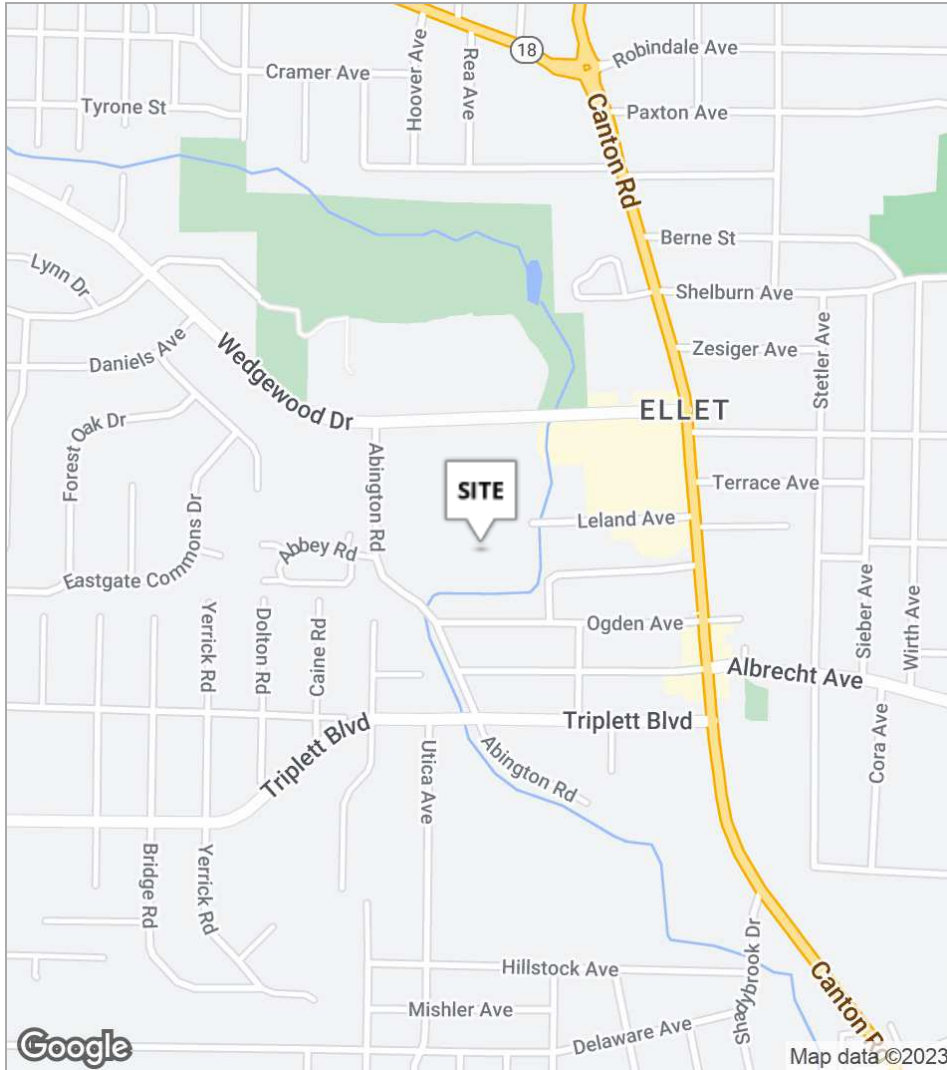 18
Robindale Ave
Cramer Ave
Hoover Ave
Rea Ave
Tyrone St
Paxton Ave
Canton Rd
Berne St
Lynn Dr
Shelburn Ave
Daniels Ave
Wedgewood Dr
Zesiger Ave
Stetler Ave
ELLET
Forest Oak Dr
Abington Rd
SITE
Terrace Ave
Leland Ave
Eastgate Commons Dr
Abbey Rd
Yerrick Rd
Dolton Rd
Caine Rd
Ogden Ave
Sieber Ave
Wirth Ave
Albrecht Ave
Triplett Blvd
Triplett Blvd
Utica Ave
Abington Rd
Cora Ave
Bridge Rd
Yerrick Rd
Shadybrook Dr
Hillstock Ave
Mishler Ave
Delaware Ave
Canton Rd
Google
Map data ©2023